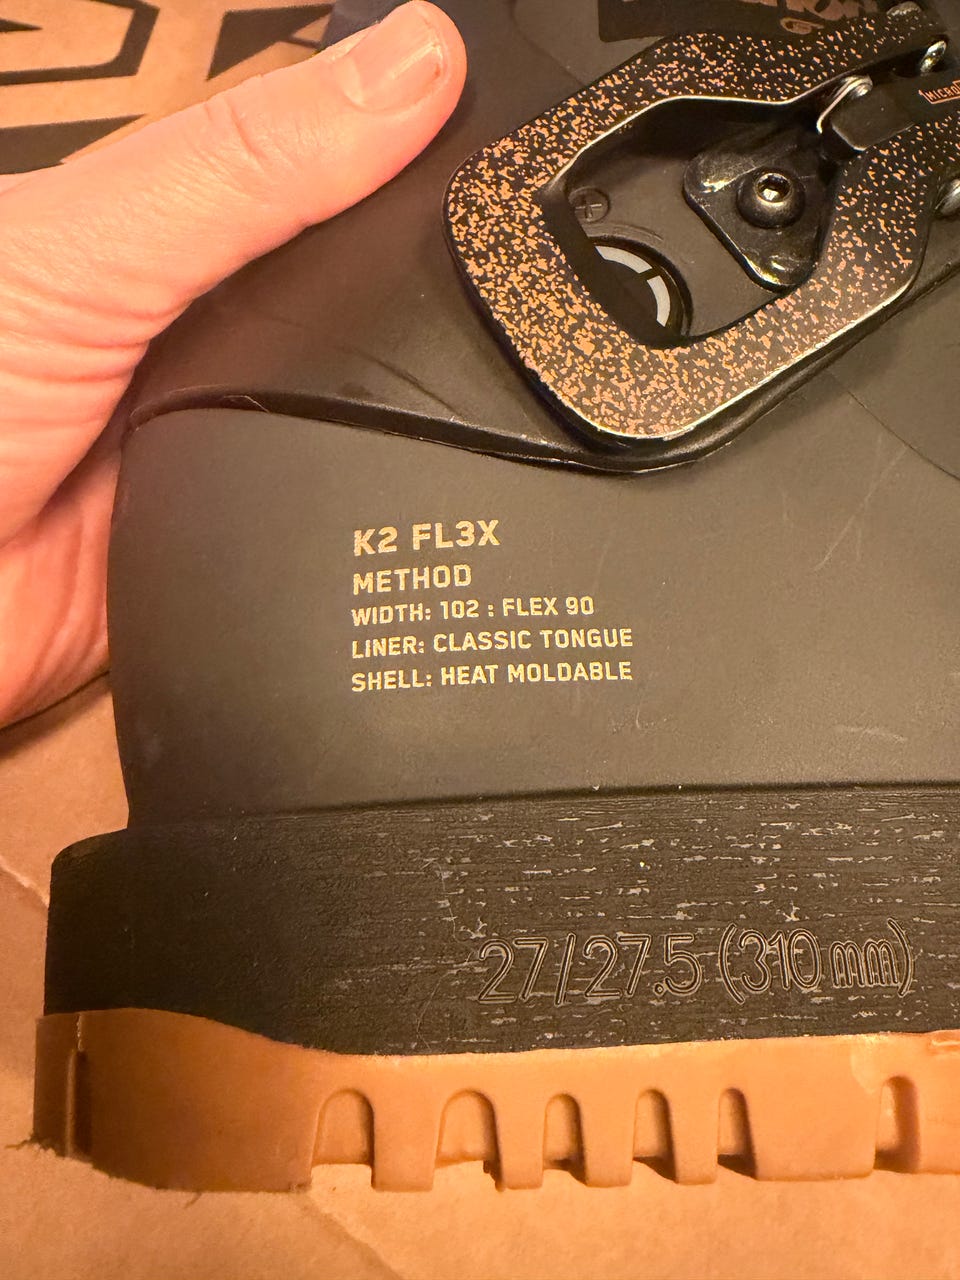 K2 FL3X
METHOD
WIDTH: 102 : FLEX 90
LINER: CLASSIC TONGUE
SHELL: HEAT MOLDABLE
27/27.5 (310 mm)